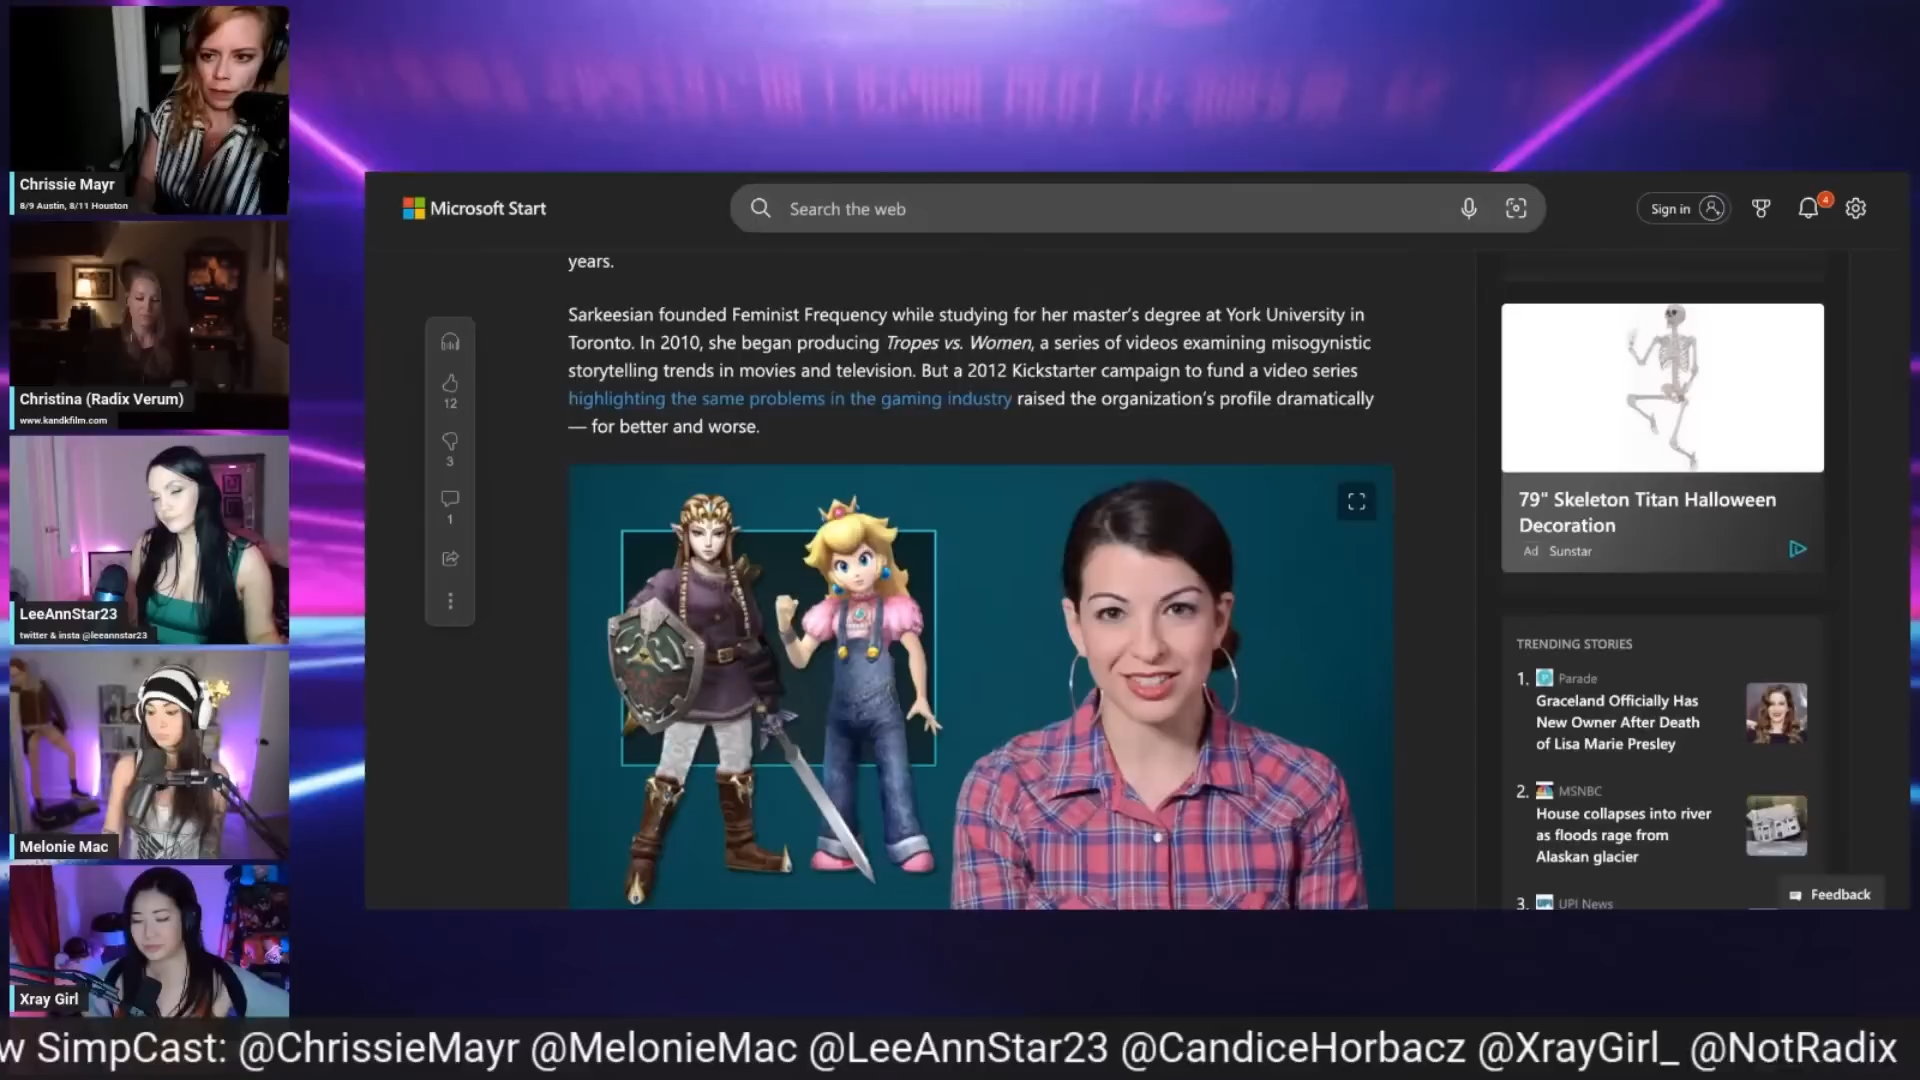 Chrissie Mayr
8/9 Austin, 8/11 Houston
Christina (Radix Verum)
www.kandkfilm.com
LeeAnnStar23
twitter & insta @leeannstar23
Melonie Mac
Xray Girl
Microsoft Start
Search the web
Sign in
4
years.
Sarkeesian founded Feminist Frequency while studying for her master’s degree at York University in
Toronto. In 2010, she began producing Tropes vs. Women, a series of videos examining misogynistic
storytelling trends in movies and television. But a 2012 Kickstarter campaign to fund a video series
highlighting the same problems in the gaming industry raised the organization’s profile dramatically
— for better and worse.
12
3
1
79" Skeleton Titan Halloween
Decoration
Ad Sunstar
TRENDING STORIES
1. Parade
Graceland Officially Has
New Owner After Death
of Lisa Marie Presley
2. MSNBC
House collapses into river
as floods rage from
Alaskan glacier
3. UPI News
Feedback
w SimpCast: @ChrissieMayr @MelonieMac @LeeAnnStar23 @CandiceHorbacz @XrayGirl_ @NotRadix